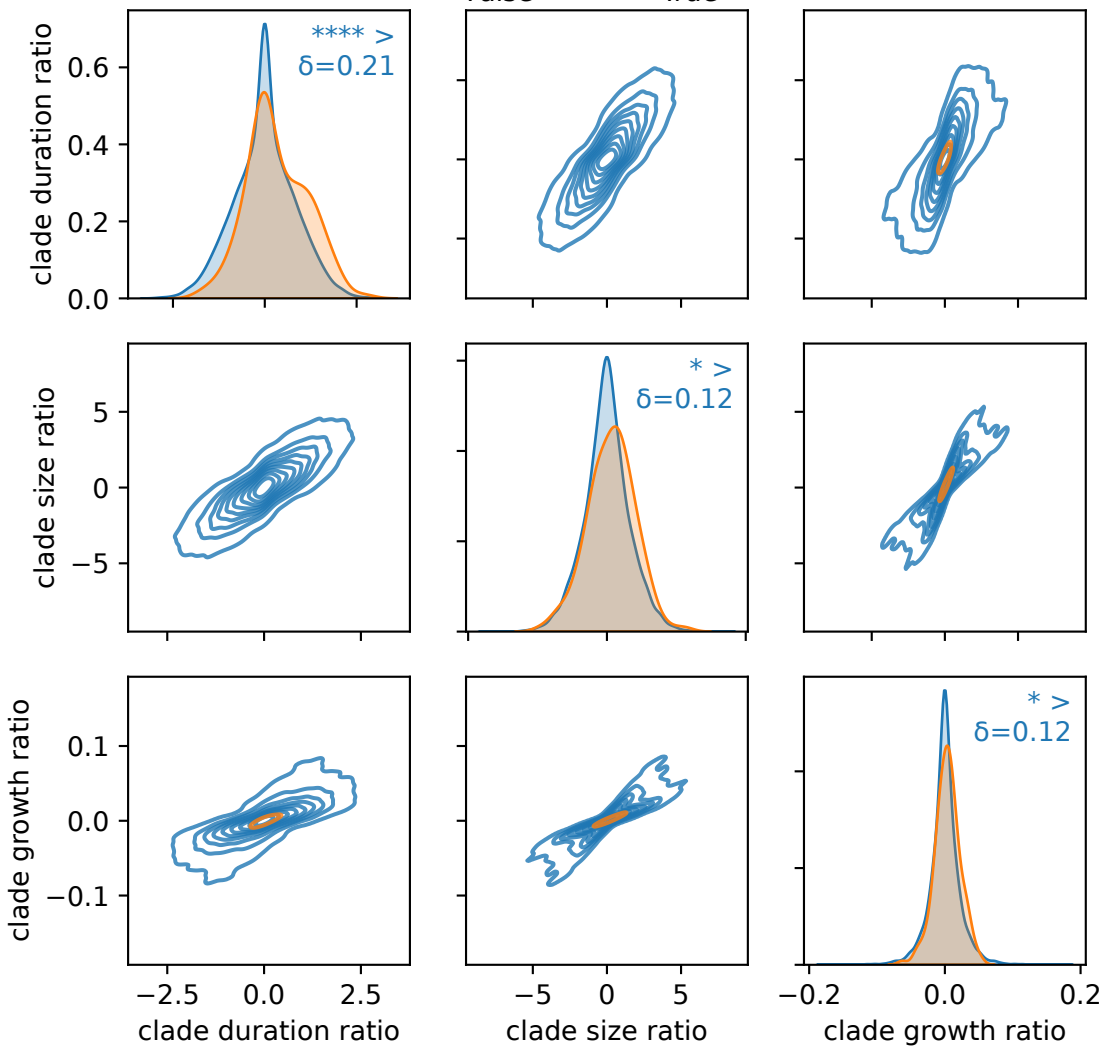 **** >
δ=0.21
clade duration ratio
0.6
0.4
0.2
0.0
−5
0
5
−0.2
0.0
0.2
* >
δ=0.12
clade size ratio
5
0
−5
* >
δ=0.12
clade growth ratio
0.1
0.0
−0.1
−2.5
0.0
2.5
clade duration ratio
clade size ratio
clade growth ratio